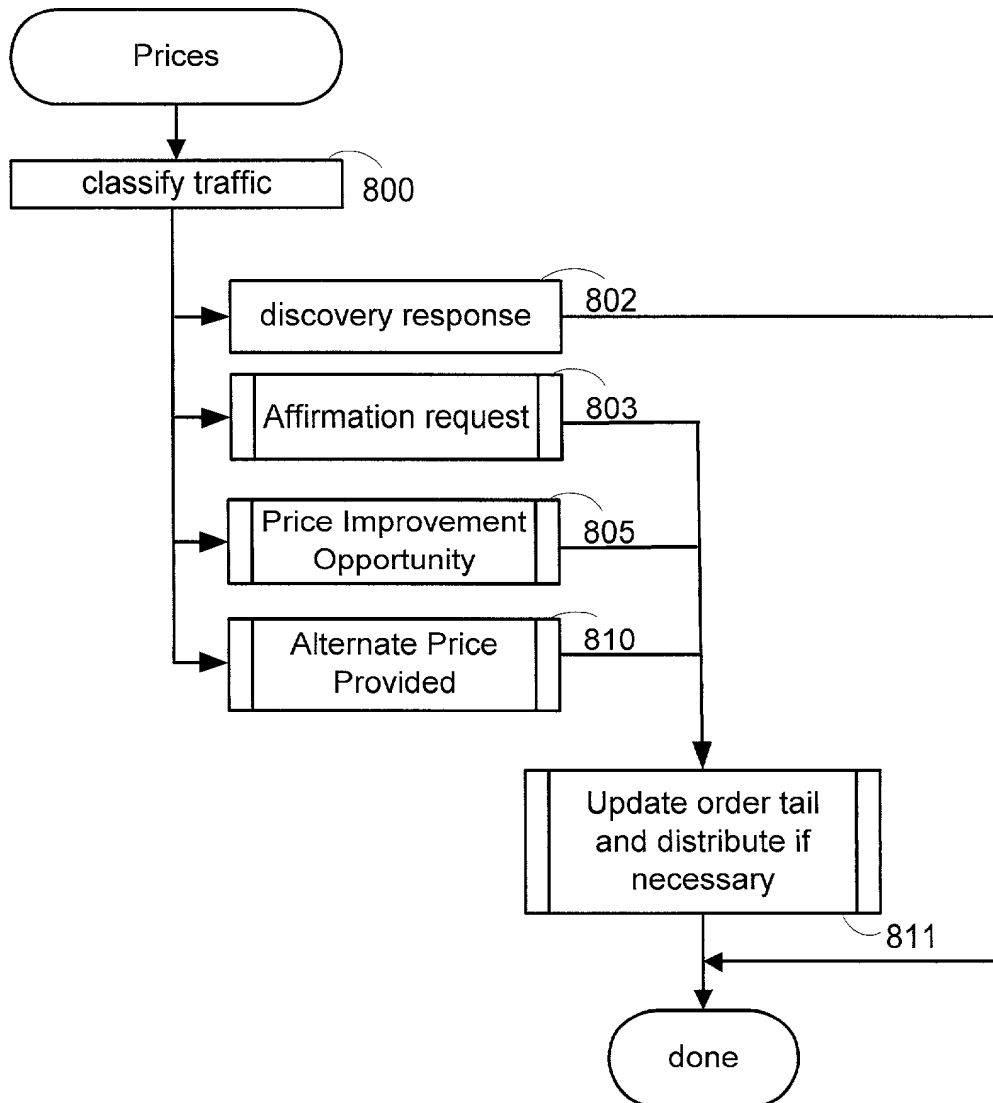 Prices
classify traffic
800
discovery response
802
Affirmation request
803
Price Improvement
Opportunity
805
Alternate Price
Provided
810
Update order tail
and distribute if
necessary
811
done